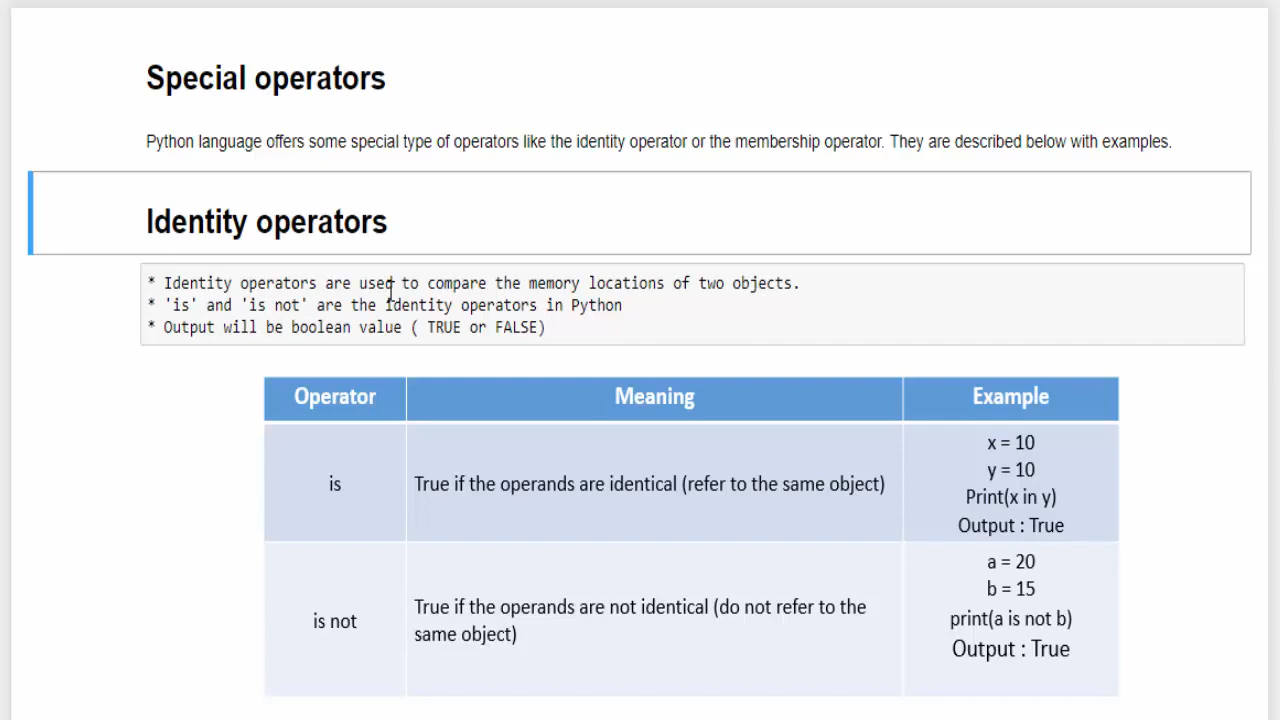 Special operators
Python language offers some special type of operators like the identity operator or the membership operator. They are described below with examples.
Identity operators
* Identity operators are used to compare the memory locations of two objects.
* 'is' and 'is not' are the identity operators in Python
* Output will be boolean value ( TRUE or FALSE)
Operator Meaning Example
is
True if the operands are identical (refer to the same object)
x = 10
y = 10
Print(x in y)
Output : True
is not
True if the operands are not identical (do not refer to the
same object)
a = 20
b = 15
print(a is not b)
Output : True